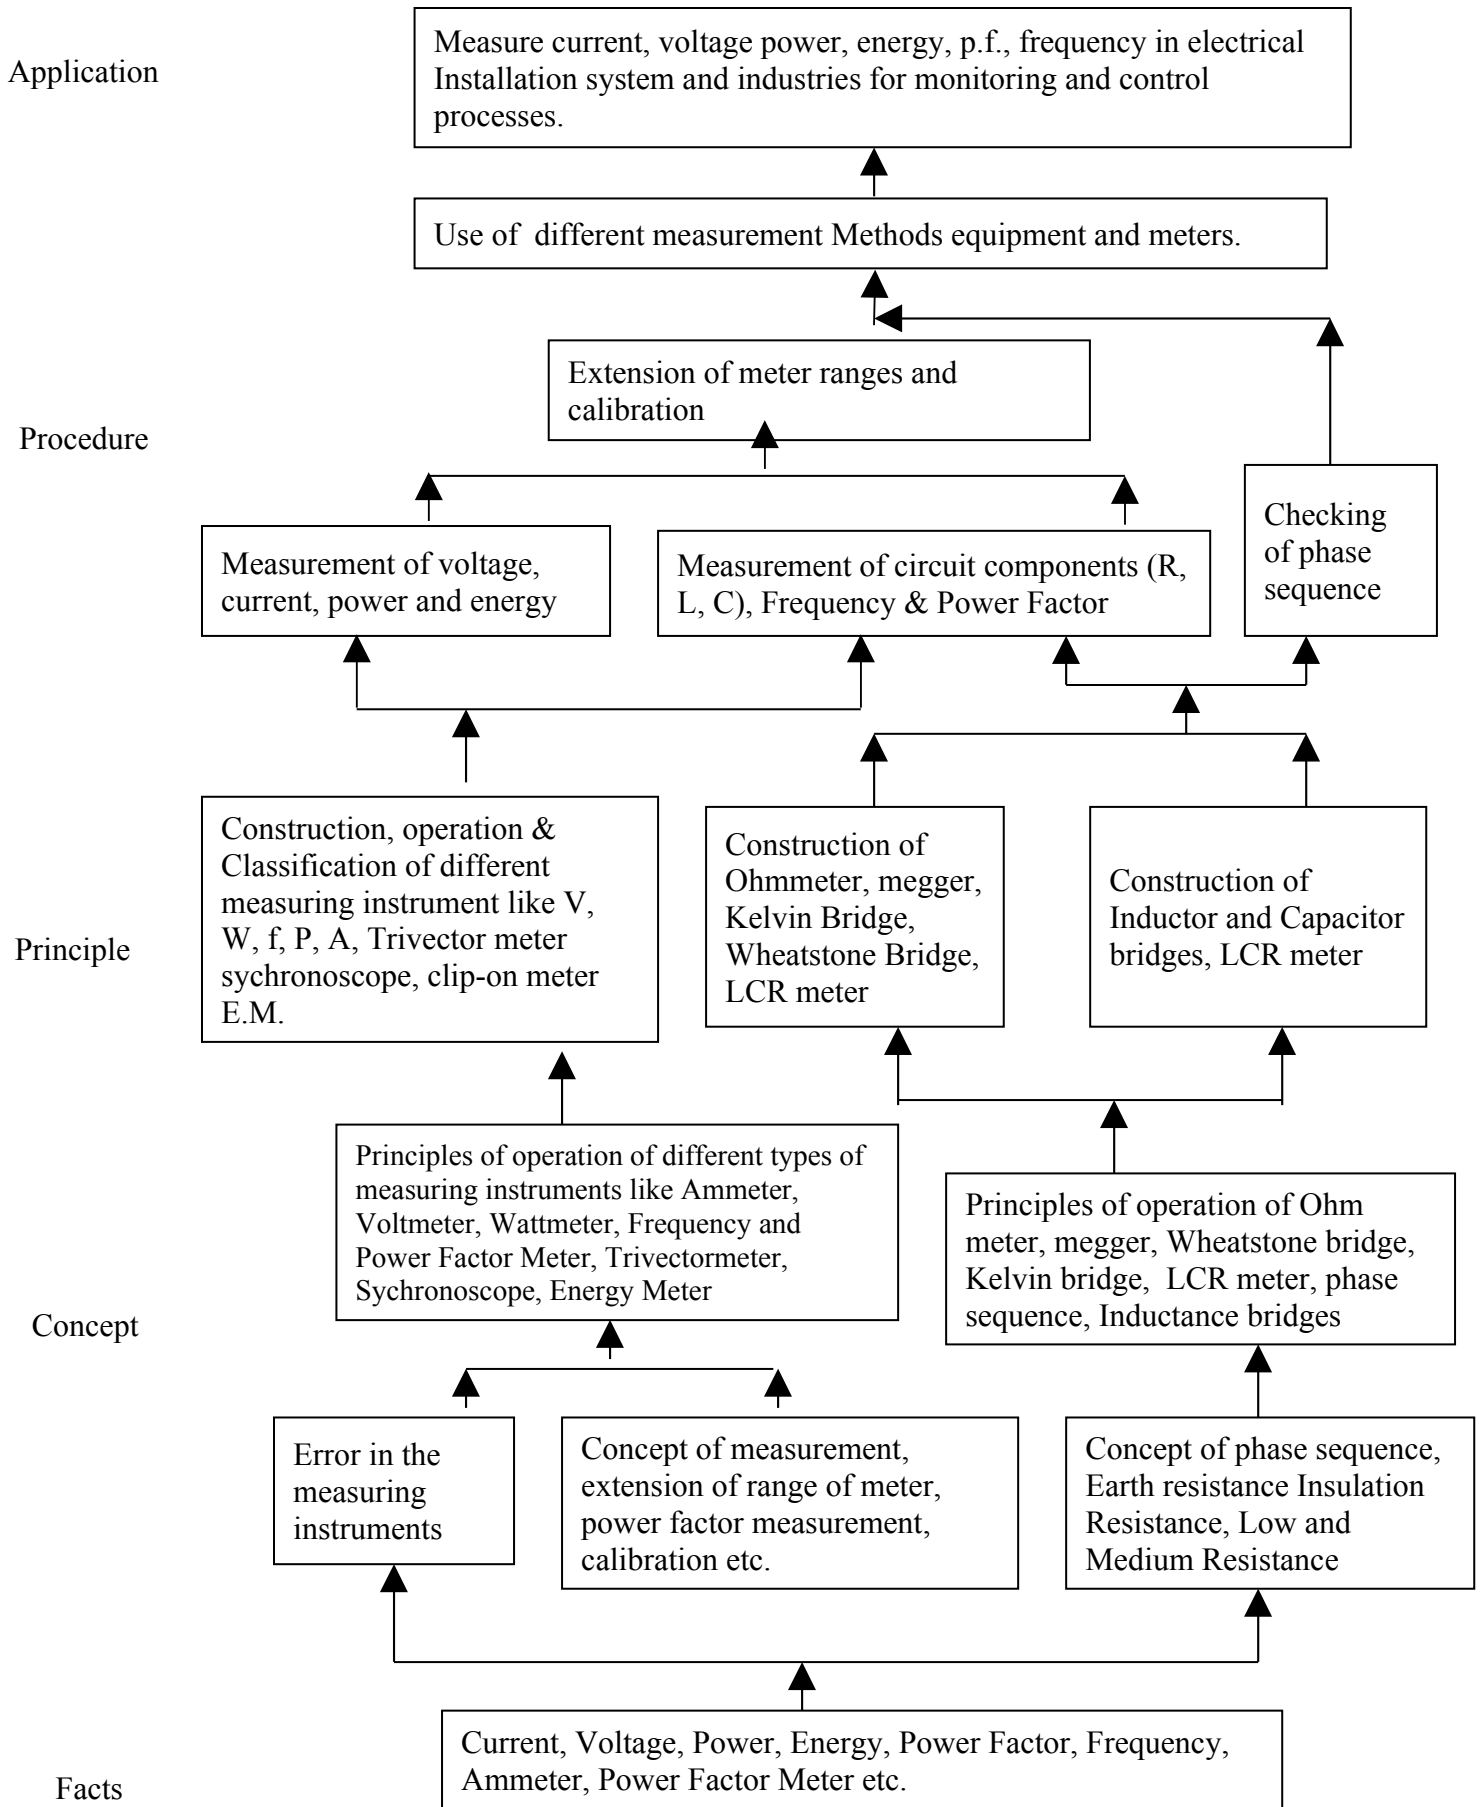 Application
Measure current, voltage power, energy, p.f., frequency in electrical
Installation system and industries for monitoring and control
processes.
Use of  different measurement Methods equipment and meters.
Extension of meter ranges and
calibration
Procedure
Checking
of phase
sequence
Measurement of voltage,
current, power and energy
Measurement of circuit components (R,
L, C), Frequency & Power Factor
Principle
Construction, operation &
Classification of different
measuring instrument like V,
W, f, P, A, Trivector meter
sychronoscope, clip-on meter
E.M.
Construction of
Ohmmeter, megger,
Kelvin Bridge,
Wheatstone Bridge,
LCR meter
Construction of
Inductor and Capacitor
bridges, LCR meter
Principles of operation of different types of
measuring instruments like Ammeter,
Voltmeter, Wattmeter, Frequency and
Power Factor Meter, Trivectormeter,
Sychronoscope, Energy Meter
Principles of operation of Ohm
meter, megger, Wheatstone bridge,
Kelvin bridge,  LCR meter, phase
sequence, Inductance bridges
Concept
Error in the
measuring
instruments
Concept of measurement,
extension of range of meter,
power factor measurement,
calibration etc.
Concept of phase sequence,
Earth resistance Insulation
Resistance, Low and
Medium Resistance
Facts
Current, Voltage, Power, Energy, Power Factor, Frequency,
Ammeter, Power Factor Meter etc.